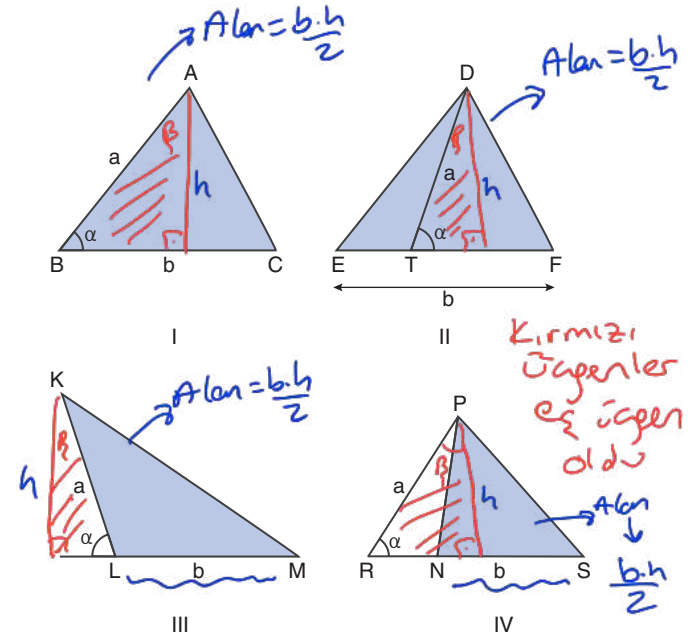 Alan = b.h/2
A
β
a
h
α
B
b
C
I
Alan = b.h/2
D
β
a
h
α
E
T
F
b
II
K
Alan = b.h/2
β
h
a
α
L
b
M
III
Kırmızı
üçgenler
eş üçgen
oldu
P
β
a
h
α
R
N
b
S
Alan
b.h/2
IV